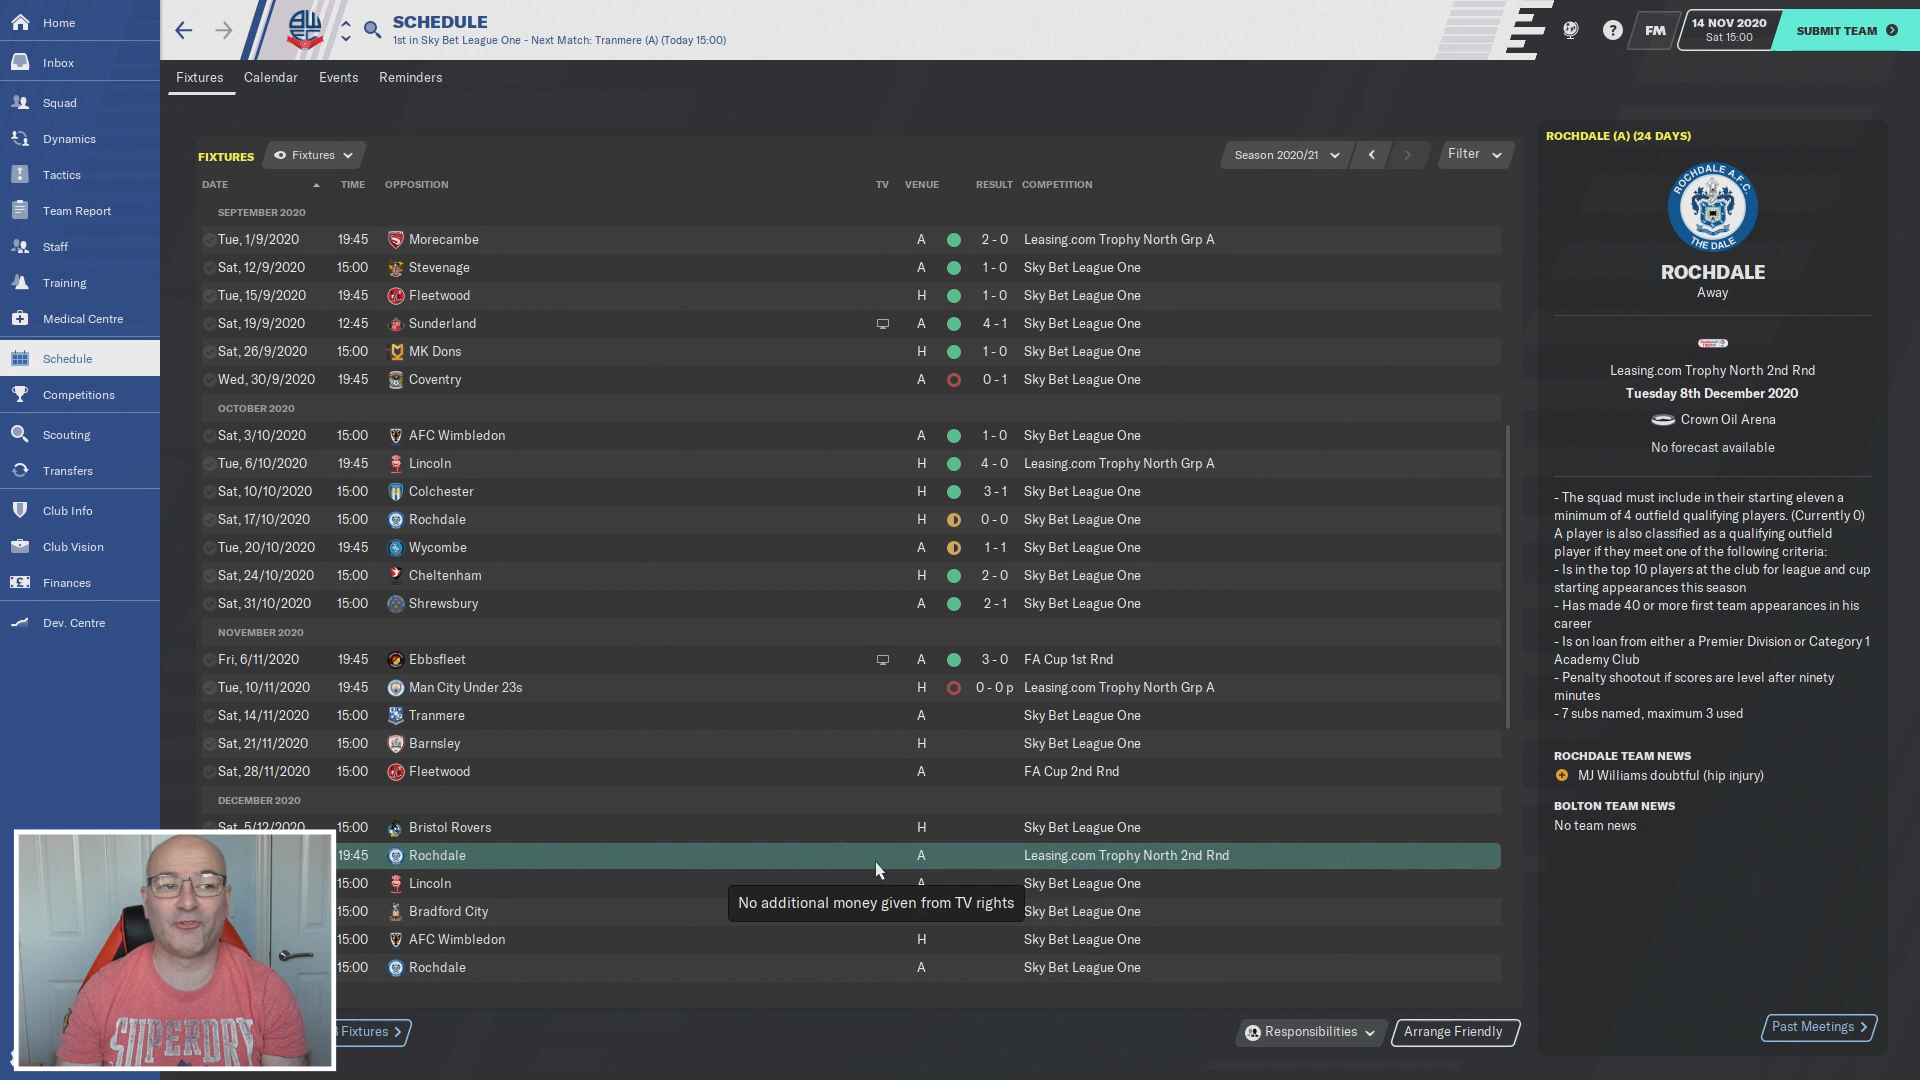 Home
Inbox
Squad
Dynamics
Tactics
Team Report
Staff
Training
Medical Centre
Schedule
Competitions
Scouting
Transfers
Club Info
Club Vision
Finances
Dev. Centre
SCHEDULE
1st in Sky Bet League One - Next Match: Tranmere (A) (Today 15:00)
FM
14 NOV 2020
Sat 15:00
SUBMIT TEAM
Fixtures Calendar Events Reminders
FIXTURES Fixtures Season 2020/21 Filter
DATE TIME OPPOSITION TV VENUE RESULT COMPETITION
SEPTEMBER 2020
Tue, 1/9/2020 19:45 Morecambe A 2 - 0 Leasing.com Trophy North Grp A
Sat, 12/9/2020 15:00 Stevenage A 1 - 0 Sky Bet League One
Tue, 15/9/2020 19:45 Fleetwood H 1 - 0 Sky Bet League One
Sat, 19/9/2020 12:45 Sunderland A 4 - 1 Sky Bet League One
Sat, 26/9/2020 15:00 MK Dons H 1 - 0 Sky Bet League One
Wed, 30/9/2020 19:45 Coventry A 0 - 1 Sky Bet League One
OCTOBER 2020
Sat, 3/10/2020 15:00 AFC Wimbledon A 1 - 0 Sky Bet League One
Tue, 6/10/2020 19:45 Lincoln H 4 - 0 Leasing.com Trophy North Grp A
Sat, 10/10/2020 15:00 Colchester H 3 - 1 Sky Bet League One
Sat, 17/10/2020 15:00 Rochdale H 0 - 0 Sky Bet League One
Tue, 20/10/2020 19:45 Wycombe A 1 - 1 Sky Bet League One
Sat, 24/10/2020 15:00 Cheltenham H 2 - 0 Sky Bet League One
Sat, 31/10/2020 15:00 Shrewsbury A 2 - 1 Sky Bet League One
NOVEMBER 2020
Fri, 6/11/2020 19:45 Ebbsfleet A 3 - 0 FA Cup 1st Rnd
Tue, 10/11/2020 19:45 Man City Under 23s H 0 - 0 p Leasing.com Trophy North Grp A
Sat, 14/11/2020 15:00 Tranmere A Sky Bet League One
Sat, 21/11/2020 15:00 Barnsley H Sky Bet League One
Sat, 28/11/2020 15:00 Fleetwood A FA Cup 2nd Rnd
DECEMBER 2020
Sat, 5/12/2020 15:00 Bristol Rovers H Sky Bet League One
19:45 Rochdale A Leasing.com Trophy North 2nd Rnd
15:00 Lincoln A Sky Bet League One
No additional money given from TV rights
15:00 Bradford City Sky Bet League One
15:00 AFC Wimbledon H Sky Bet League One
15:00 Rochdale A Sky Bet League One
Fixtures
Responsibilities
Arrange Friendly
SUPERDRY
ROCHDALE (A) (24 DAYS)
ROCHDALE A.F.C.
THE DALE
ROCHDALE
Away
Leasing.com Trophy North 2nd Rnd
Tuesday 8th December 2020
Crown Oil Arena
No forecast available
- The squad must include in their starting eleven a
minimum of 4 outfield qualifying players. (Currently 0)
A player is also classified as a qualifying outfield
player if they meet one of the following criteria:
- Is in the top 10 players at the club for league and cup
starting appearances this season
- Has made 40 or more first team appearances in his
career
- Is on loan from either a Premier Division or Category 1
Academy Club
- Penalty shootout if scores are level after ninety
minutes
- 7 subs named, maximum 3 used
ROCHDALE TEAM NEWS
MJ Williams doubtful (hip injury)
BOLTON TEAM NEWS
No team news
Past Meetings